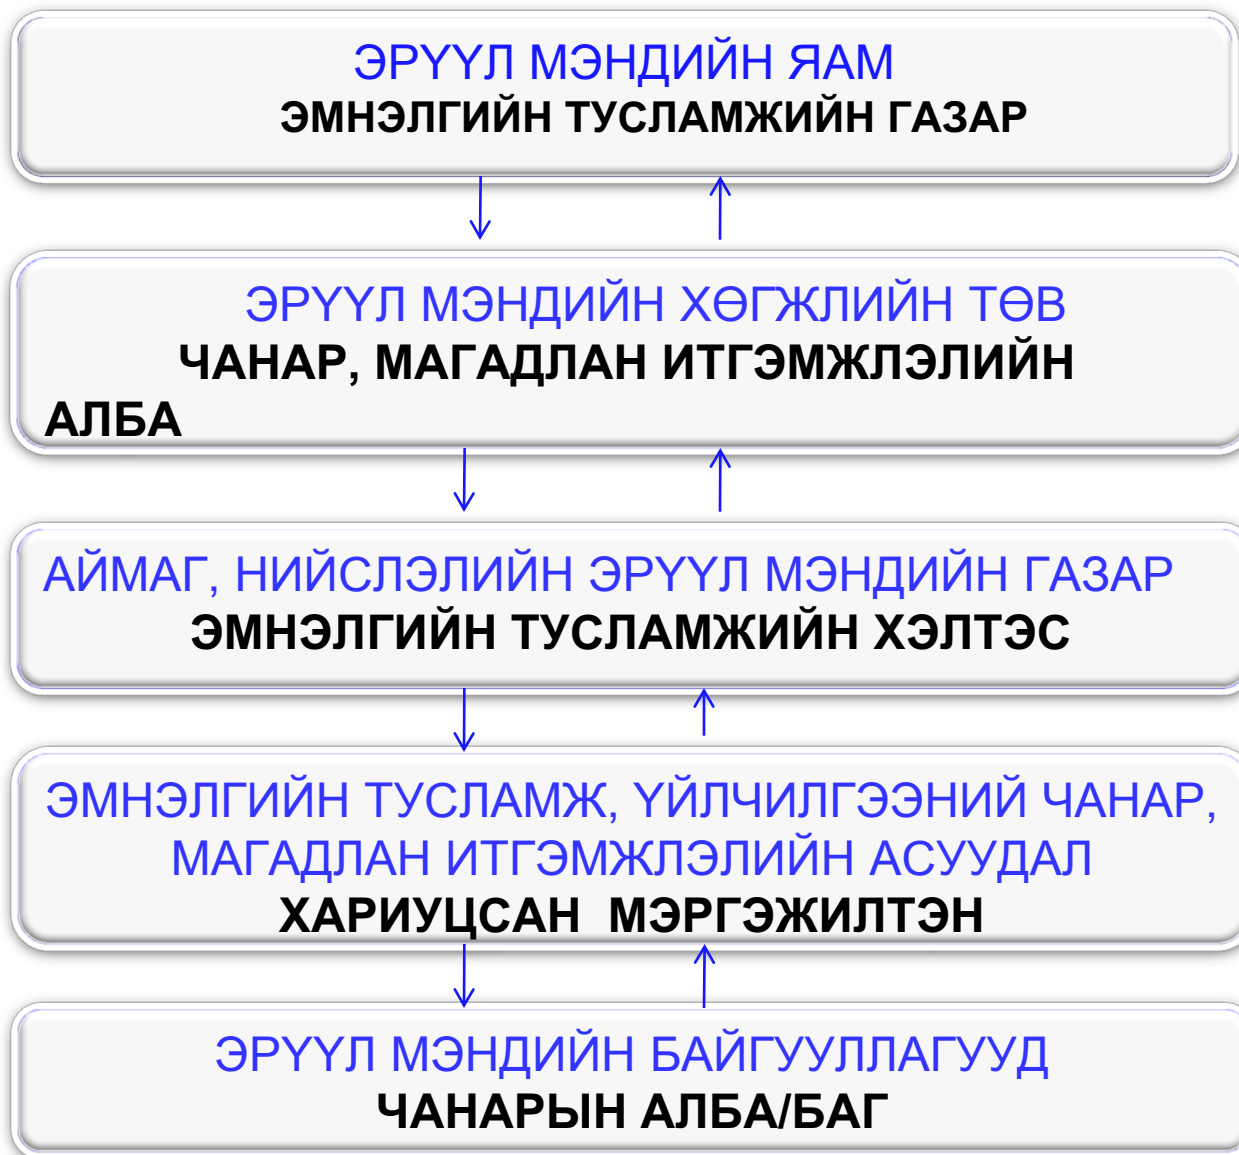 ЭРҮҮЛ МЭНДИЙН ЯАМ
ЭМНЭЛГИЙН ТУСЛАМЖИЙН ГАЗАР
ЭРҮҮЛ МЭНДИЙН ХӨГЖЛИЙН ТӨВ
ЧАНАР, МАГАДЛАН ИТГЭМЖЛЭЛИЙН
АЛБА
АЙМАГ, НИЙСЛЭЛИЙН ЭРҮҮЛ МЭНДИЙН ГАЗАР
ЭМНЭЛГИЙН ТУСЛАМЖИЙН ХЭЛТЭС
ЭМНЭЛГИЙН ТУСЛАМЖ, ҮЙЛЧИЛГЭЭНИЙ ЧАНАР,
МАГАДЛАН ИТГЭМЖЛЭЛИЙН АСУУДАЛ
ХАРИУЦСАН МЭРГЭЖИЛТЭН
ЭРҮҮЛ МЭНДИЙН БАЙГУУЛЛАГУУД
ЧАНАРЫН АЛБА/БАГ